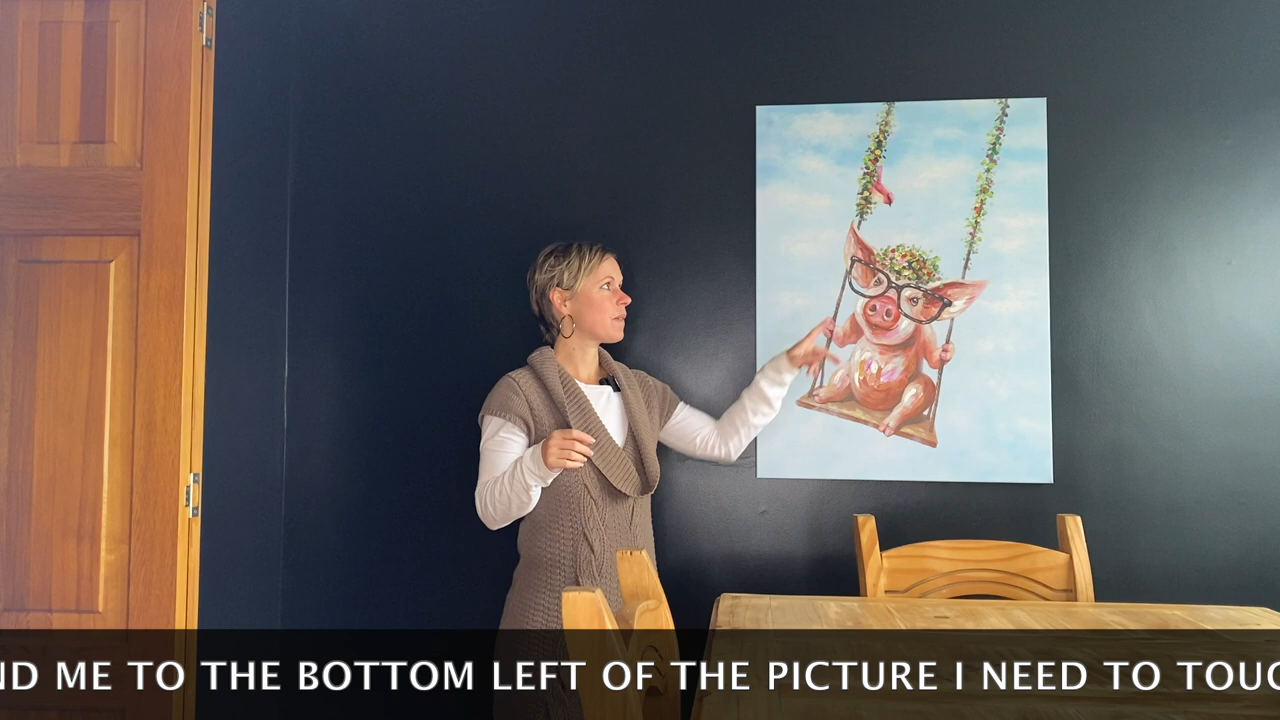 ND ME TO THE BOTTOM LEFT OF THE PICTURE I NEED TO TOUC